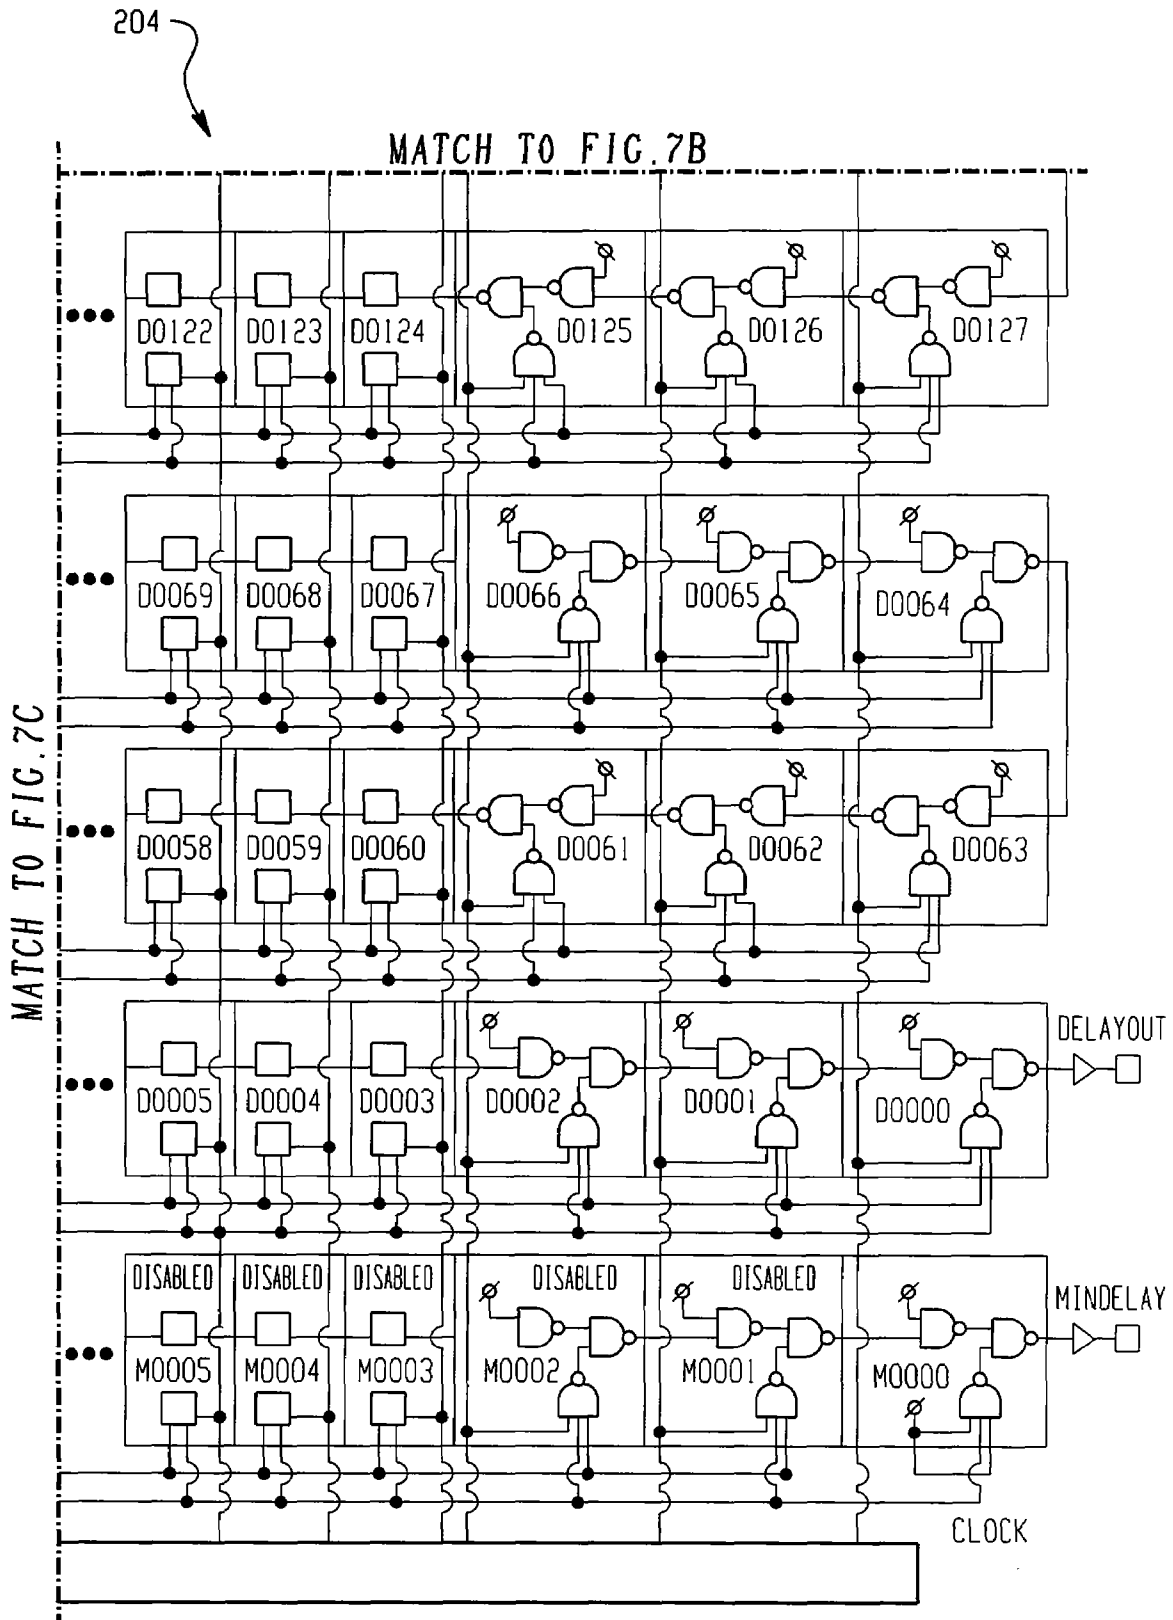 204
MATCH TO FIG.7B
D0122 D0123 D0124 D0125 D0126 D0127
D0069 D0068 D0067 D0066 D0065 D0064
MATCH TO FIG.7C
D0058 D0059 D0060 D0061 D0062 D0063
DELAYOUT
D0005 D0004 D0003 D0002 D0001 D0000
DISABLED DISABLED DISABLED DISABLED DISABLED
MINDELAY
M0005 M0004 M0003 M0002 M0001 M0000
CLOCK